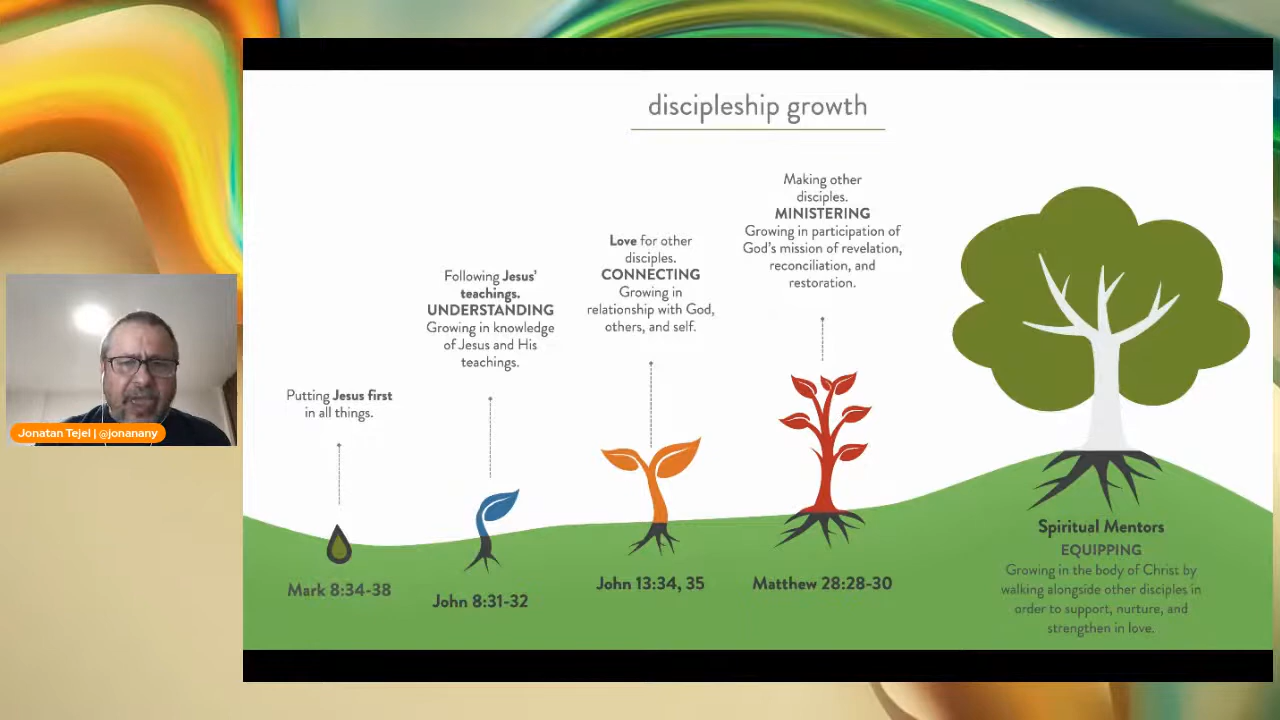 discipleship growth
Putting Jesus first
in all things.
Mark 8:34-38
Following Jesus'
teachings.
UNDERSTANDING
Growing in knowledge
of Jesus and His
teachings.
John 8:31-32
Love for other
disciples.
CONNECTING
Growing in
relationship with God,
others, and self.
John 13:34, 35
Making other
disciples.
MINISTERING
Growing in participation of
God's mission of revelation,
reconciliation, and
restoration.
Matthew 28:28-30
Spiritual Mentors
EQUIPPING
Growing in the body of Christ by
walking alongside other disciples in
order to support, nurture, and
strengthen in love.
Jonatan Tejel | @jonanany